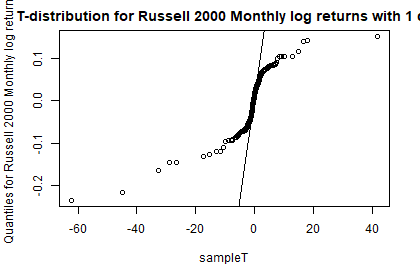 T-distribution for Russell 2000 Monthly log returns with 1
Quantiles for Russell 2000 Monthly log return
0.1
0.0
-0.1
-0.2
-60 -40 -20 0 20 40
sampleT